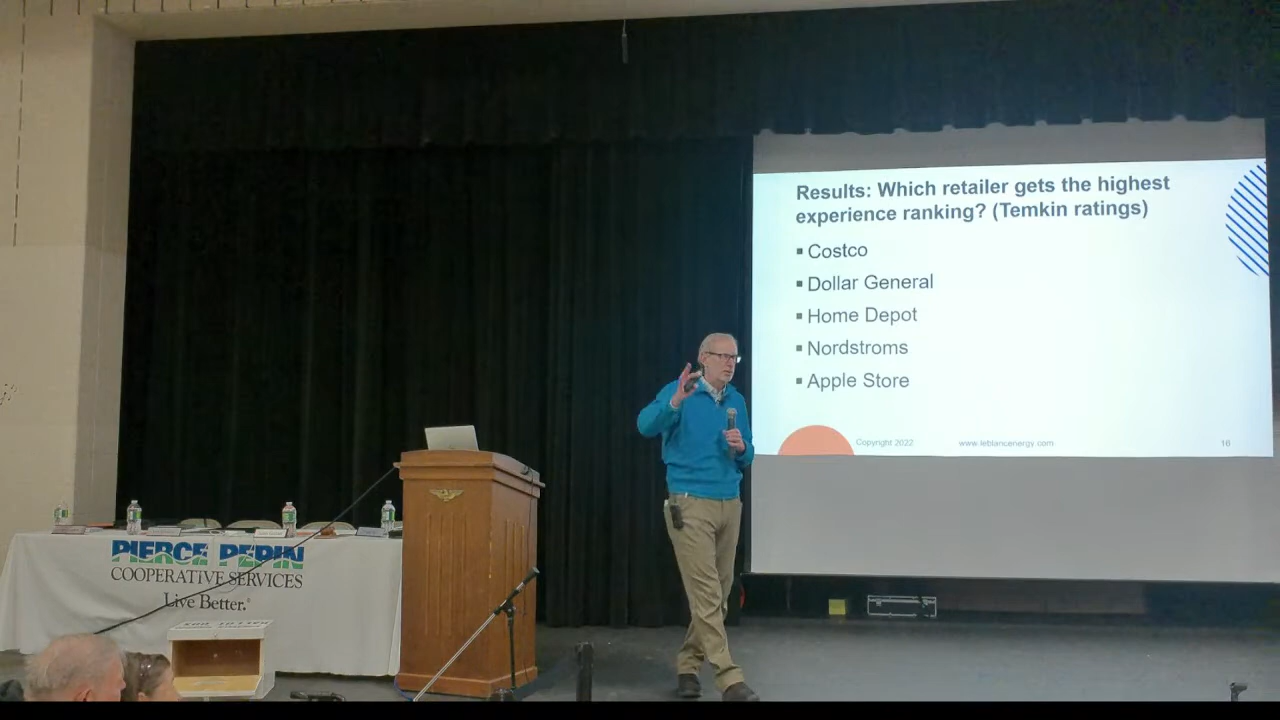 Results: Which retailer gets the highest
experience ranking? (Temkin ratings)
Costco
Dollar General
Home Depot
Nordstroms
Apple Store
Copyright 2022
www.leblancenergy.com
16
PIERCE PEPIN
COOPERATIVE SERVICES
Live Better.®